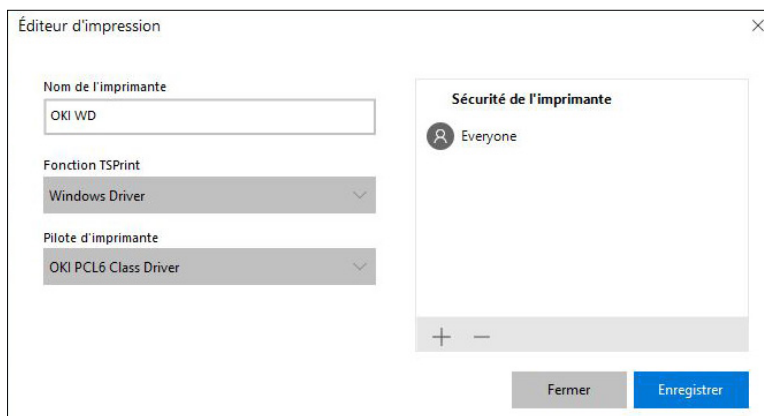 Éditeur d'impression
Nom de l'imprimante
OKI WD
Fonction TSPrint
Windows Driver
Pilote d'imprimante
OKI PCL6 Class Driver
Sécurité de l'imprimante
Everyone
Fermer
Enregistrer